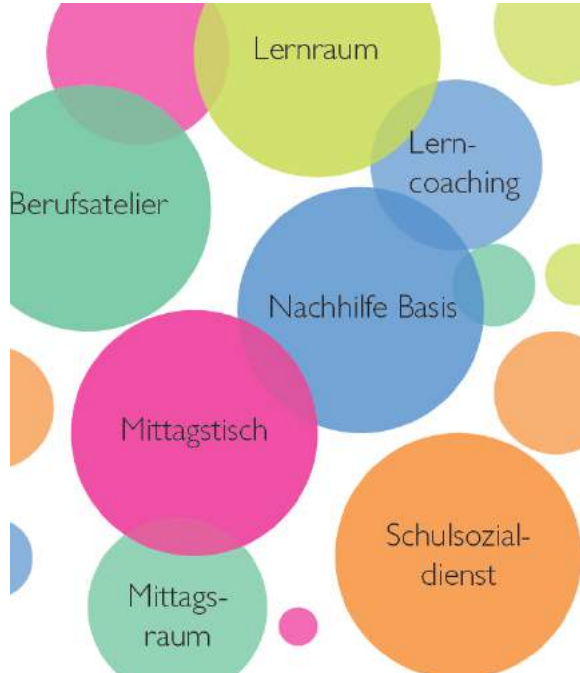 Lernraum
Lern-
coaching
Berufsatelier
Nachhilfe Basis
Mittagstisch
Schulsozial-
dienst
Mittags-
raum